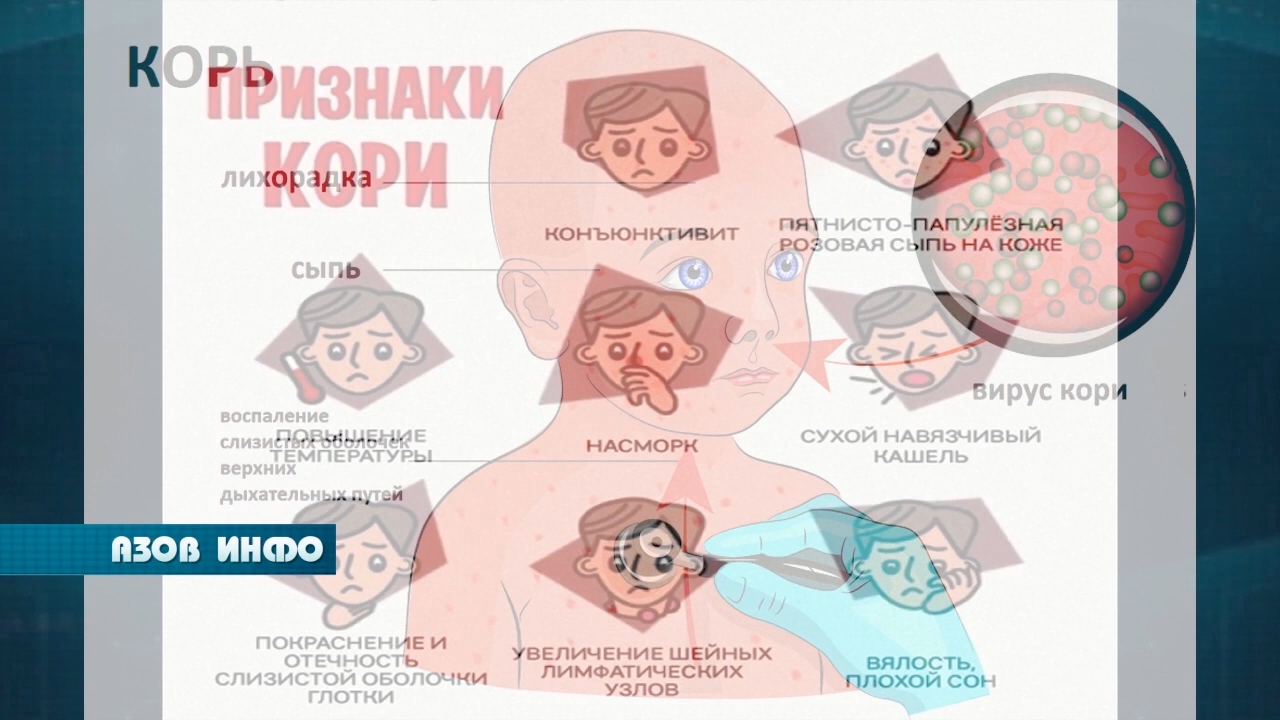 КОРЬ
ПРИЗНАКИ
КОРИ
лихорадка
сыпь
воспаление
слизистых оболочек
верхних
дыхательных путей
вирус кори
КОНЪЮНКТИВИТ
ПЯТНИСТО-ПАПУЛЁЗНАЯ
РОЗОВАЯ СЫПЬ НА КОЖЕ
ПОВЫШЕНИЕ
ТЕМПЕРАТУРЫ
НАСМОРК
СУХОЙ НАВЯЗЧИВЫЙ
КАШЕЛЬ
АЗОВ ИНФО
ПОКРАСНЕНИЕ И
ОТЕЧНОСТЬ
СЛИЗИСТОЙ ОБОЛОЧКИ
ГЛОТКИ
УВЕЛИЧЕНИЕ ШЕЙНЫХ
ЛИМФАТИЧЕСКИХ
УЗЛОВ
ВЯЛОСТЬ,
ПЛОХОЙ СОН